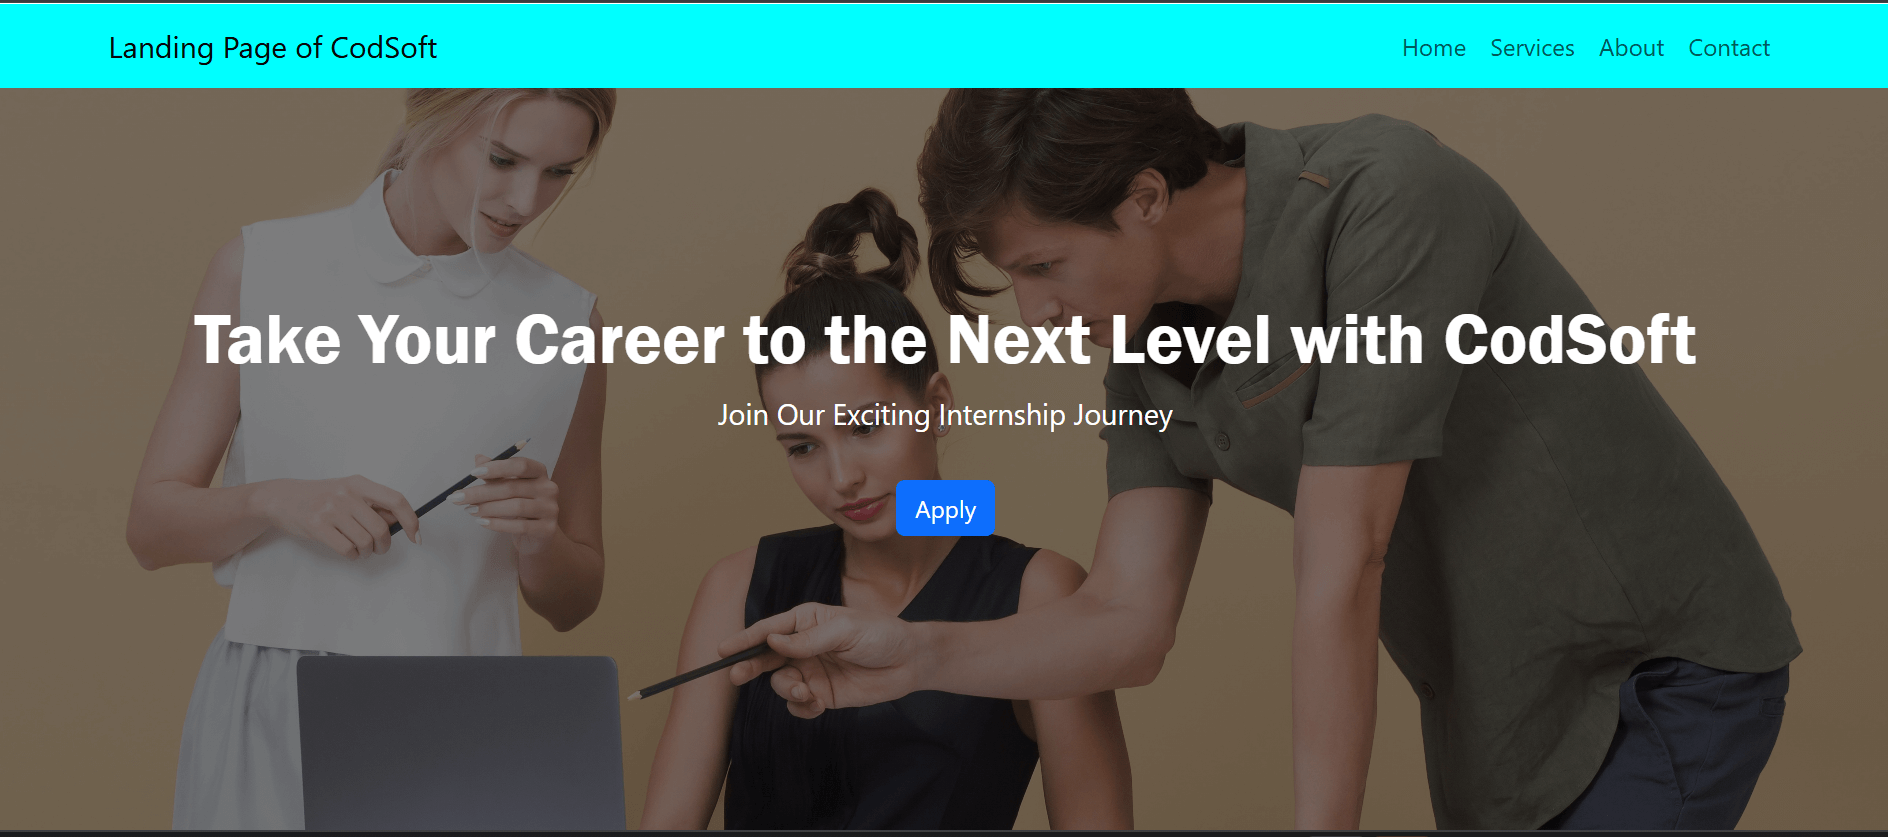 Landing Page of CodSoft
Home Services About Contact
Take Your Career to the Next Level with CodSoft
Join Our Exciting Internship Journey
Apply